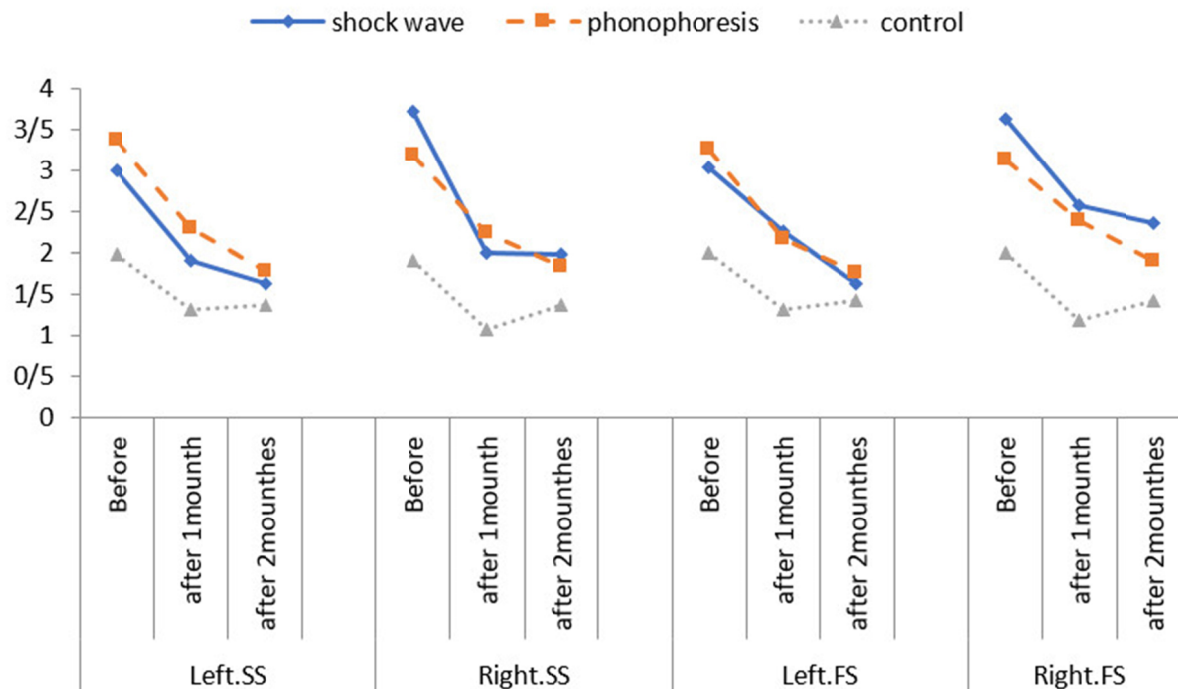 shock wave phonophoresis control
4
3/5
3
2/5
2
1/5
1
0/5
0
Before
after 1mounth
after 2mounthes
Before
after 1mounth
after 2mounthes
Before
after 1mounth
after 2mounthes
Before
after 1mounth
after 2mounthes
Left.SS
Right.SS
Left.FS
Right.FS